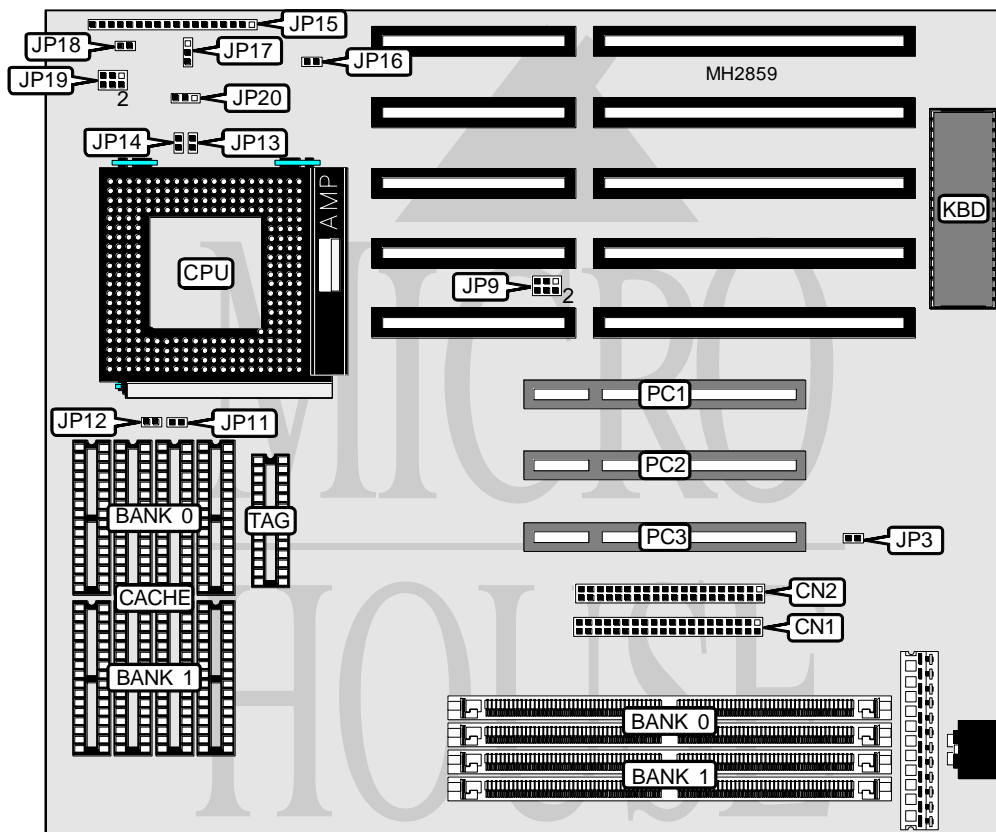 JP15
JP18
JP17
JP16
JP19
2
JP20
MH2859
JP14
JP13
AMP
KBD
CPU
JP9
2
PC1
JP12
JP11
PC2
BANK 0
TAG
PC3
JP3
CACHE
CN2
CN1
BANK 1
BANK 0
BANK 1
MICRO
HOUSE